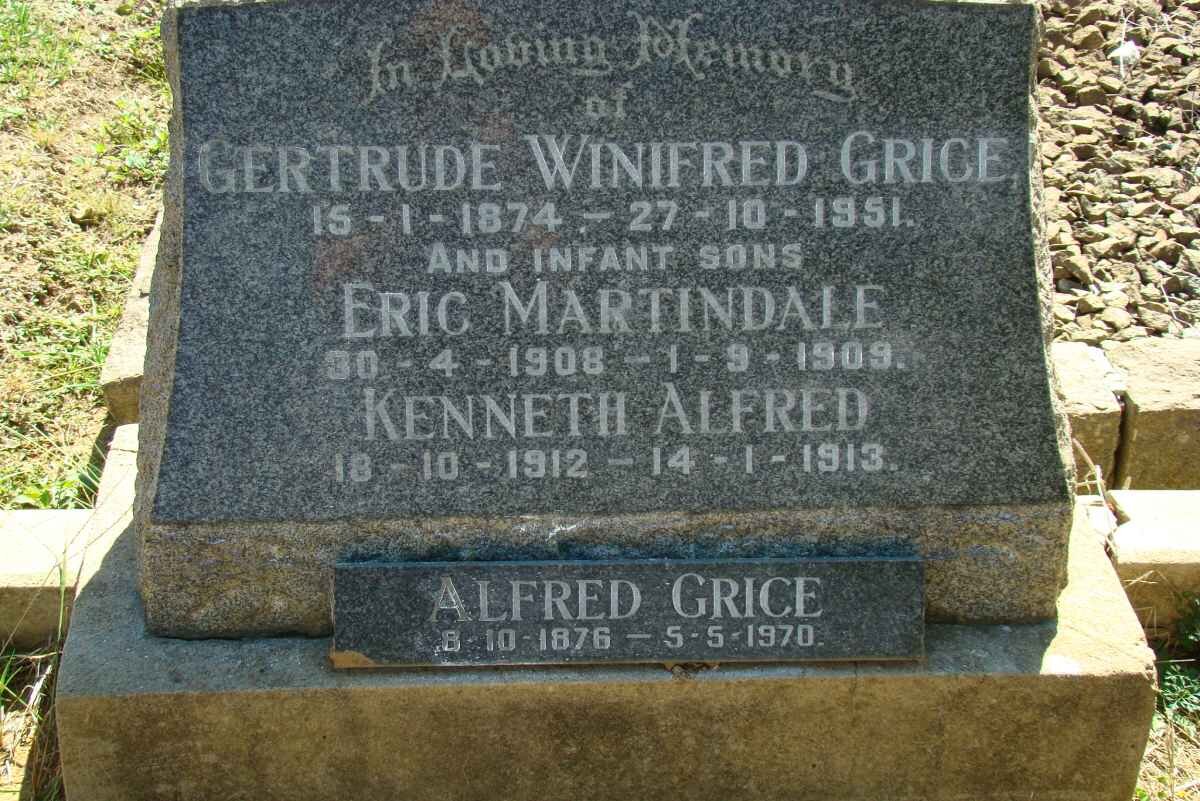 In Loving Memory
of
GERTRUDE WINIFRED GRICE
15 - 1 - 1874 - 27 - 10 - 1951.
AND INFANT SONS
ERIC MARTINDALE
30 - 4 - 1908 - 1 - 9 - 1909.
KENNETH ALFRED
18 - 10 - 1912 - 14 - 1 - 1913.
ALFRED GRICE
8-10-1876 — 5-5-1970.